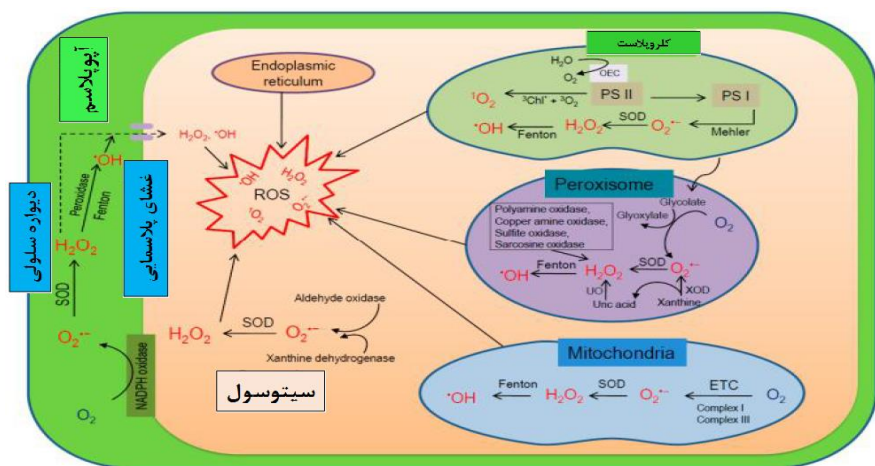 آپوپلاسم
دیواره سلولی
غشای پلاسمایی
H₂O₂, •OH
•OH
Peroxidase
Fenton
H₂O₂
SOD
O₂•−
NADPH oxidase
O₂
Endoplasmic
reticulum
•OH
H₂O₂
ROS
¹O₂
O₂•−
H₂O₂
SOD
O₂•−
Aldehyde oxidase
Xanthine dehydrogenase
سیتوسول
کلروپلاست
H₂O
O₂
OEC
¹O₂
³Chl* + ³O₂
PS II
PS I
•OH
Fenton
H₂O₂
SOD
O₂•−
Mehler
Peroxisome
Polyamine oxidase,
Copper amine oxidase,
Sulfite oxidase,
Sarcosine oxidase
Glycolate
Glyoxylate
O₂
•OH
Fenton
H₂O₂
SOD
O₂•−
UO
XOD
Uric acid
Xanthine
Mitochondria
•OH
Fenton
H₂O₂
SOD
O₂•−
ETC
O₂
Complex I
Complex III